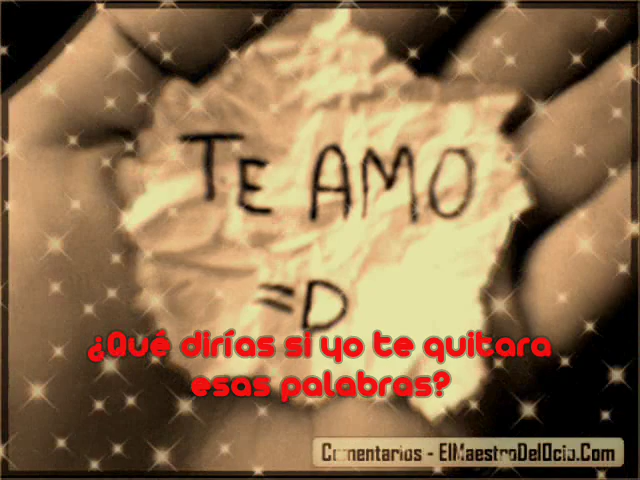 TE AMO
=D
¿Qué dirías si yo te quitara
esas palabras?
Comentarios - ElMaestroDelOcio.Com